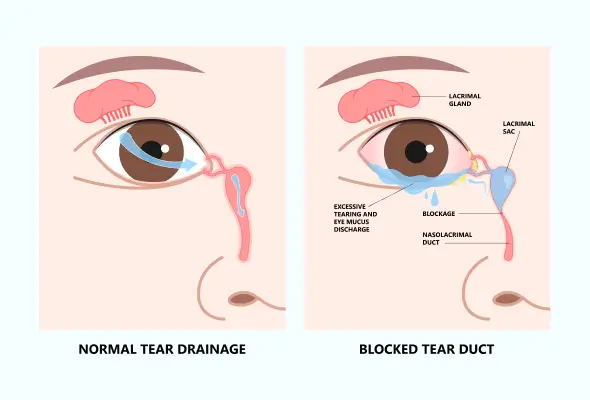 LACRIMAL
GLAND
LACRIMAL
SAC
EXCESSIVE
TEARING AND
EYE MUCUS
DISCHARGE
BLOCKAGE
NASOLACRIMAL
DUCT
NORMAL TEAR DRAINAGE
BLOCKED TEAR DUCT